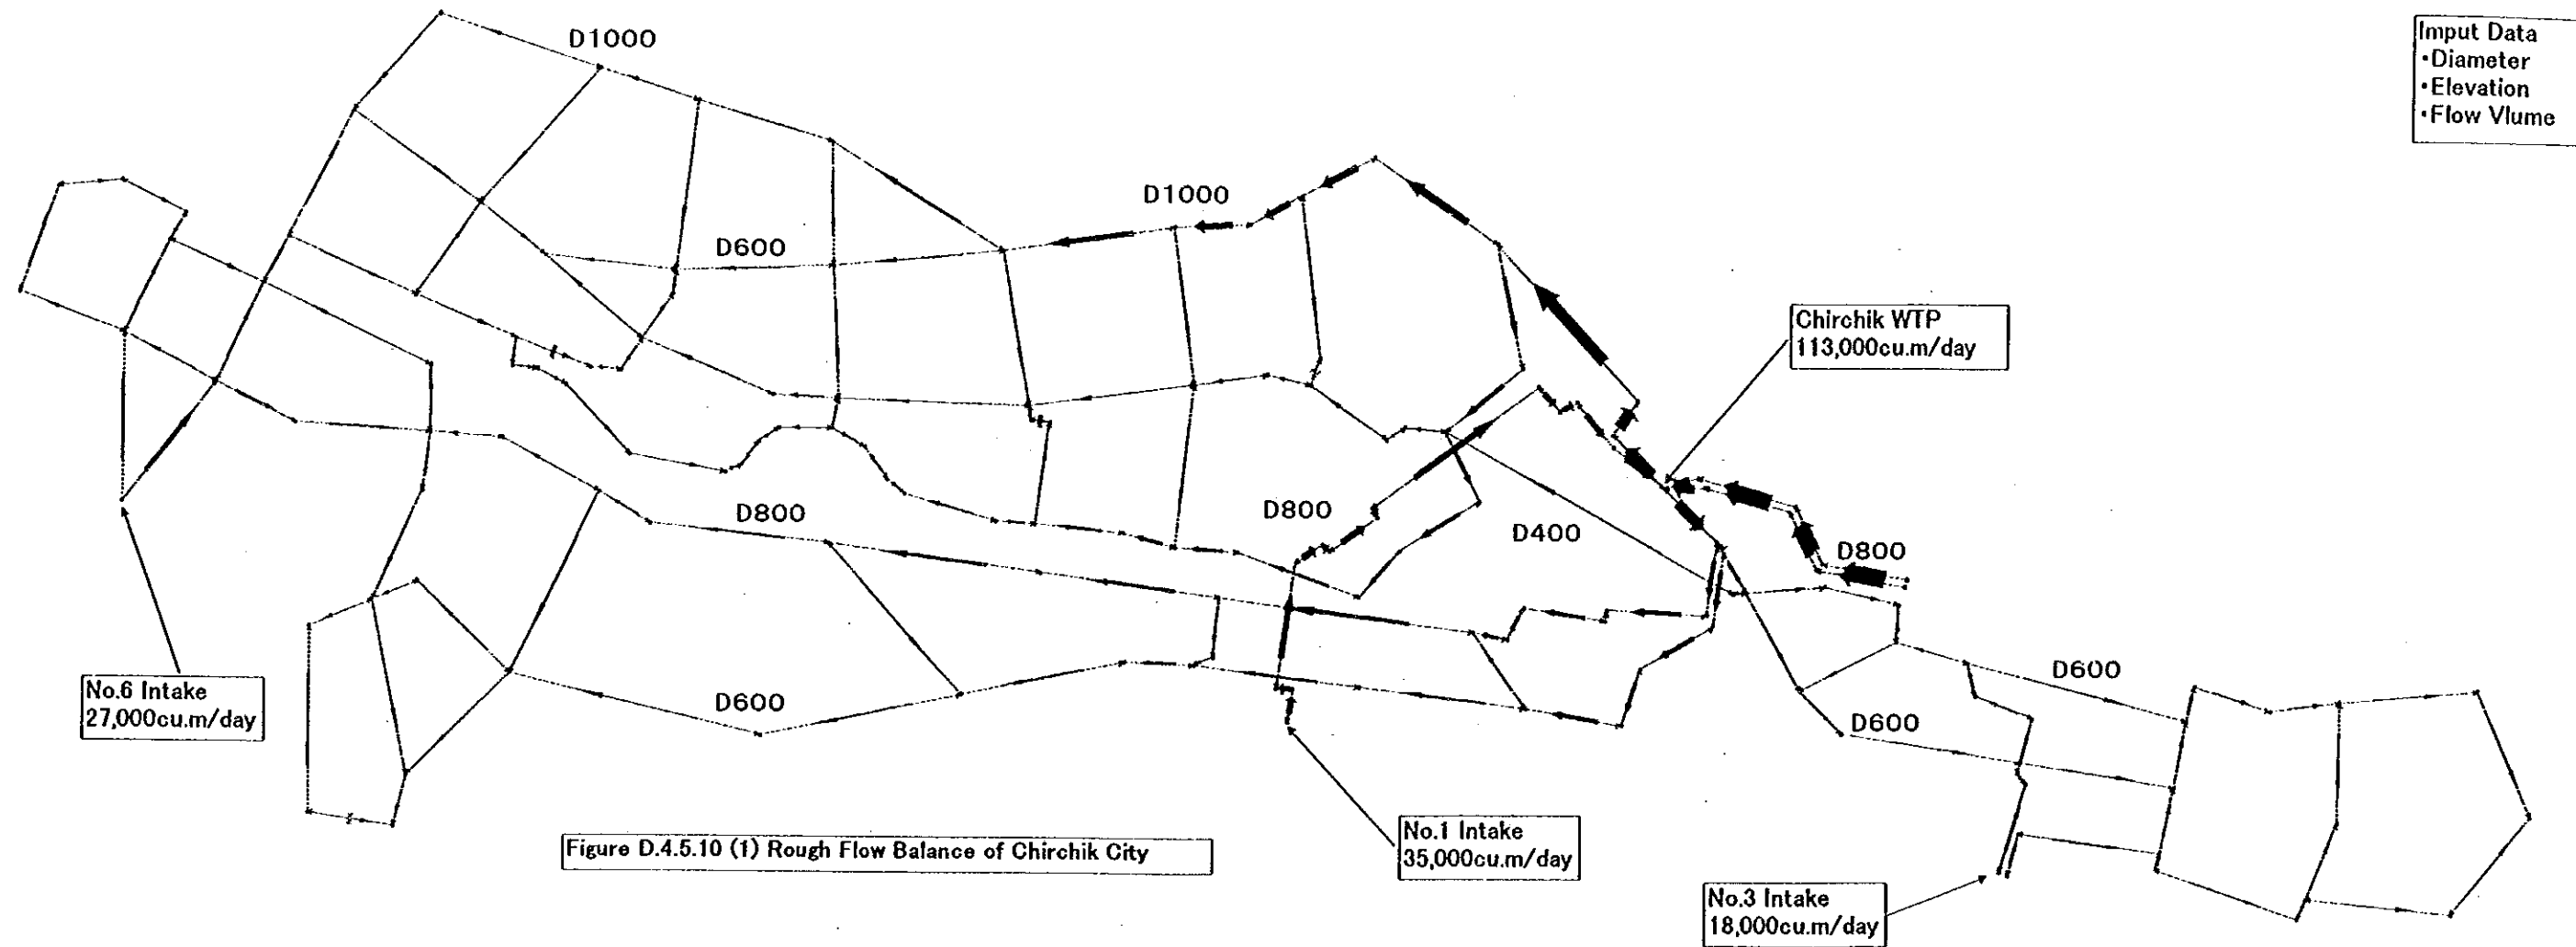 D1000
Imput Data
•Diameter
•Elevation
•Flow Vlume
D1000
D600
Chirchik WTP
113,000cu.m/day
D800
D800
D400
D800
No.6 Intake
27,000cu.m/day
D600
D600
D600
Figure D.4.5.10 (1) Rough Flow Balance of Chirchik City
No.1 Intake
35,000cu.m/day
No.3 Intake
18,000cu.m/day